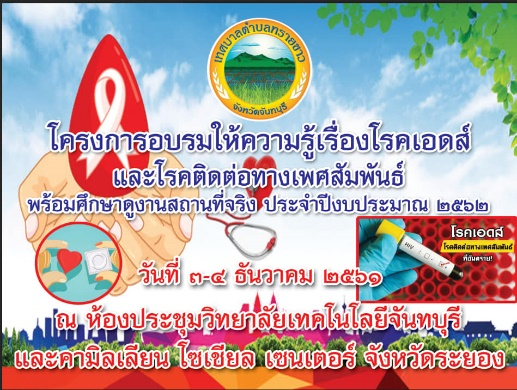 เทศบาลตำบลทรายขาว
จังหวัดจันทบุรี
โครงการอบรมให้ความรู้เรื่องโรคเอดส์
และโรคติดต่อทางเพศสัมพันธ์
พร้อมศึกษาดูงานสถานที่จริง ประจำปีงบประมาณ ๒๕๖๒
โรคเอดส์
โรคติดต่อทางเพศสัมพันธ์
ที่อันตราย!
HIV
วันที่ ๓-๔ ธันวาคม ๒๕๖๑
ณ ห้องประชุมวิทยาลัยเทคโนโลยีจันทบุรี
และคามิลเลียน โซเชียล เซนเตอร์ จังหวัดระยอง